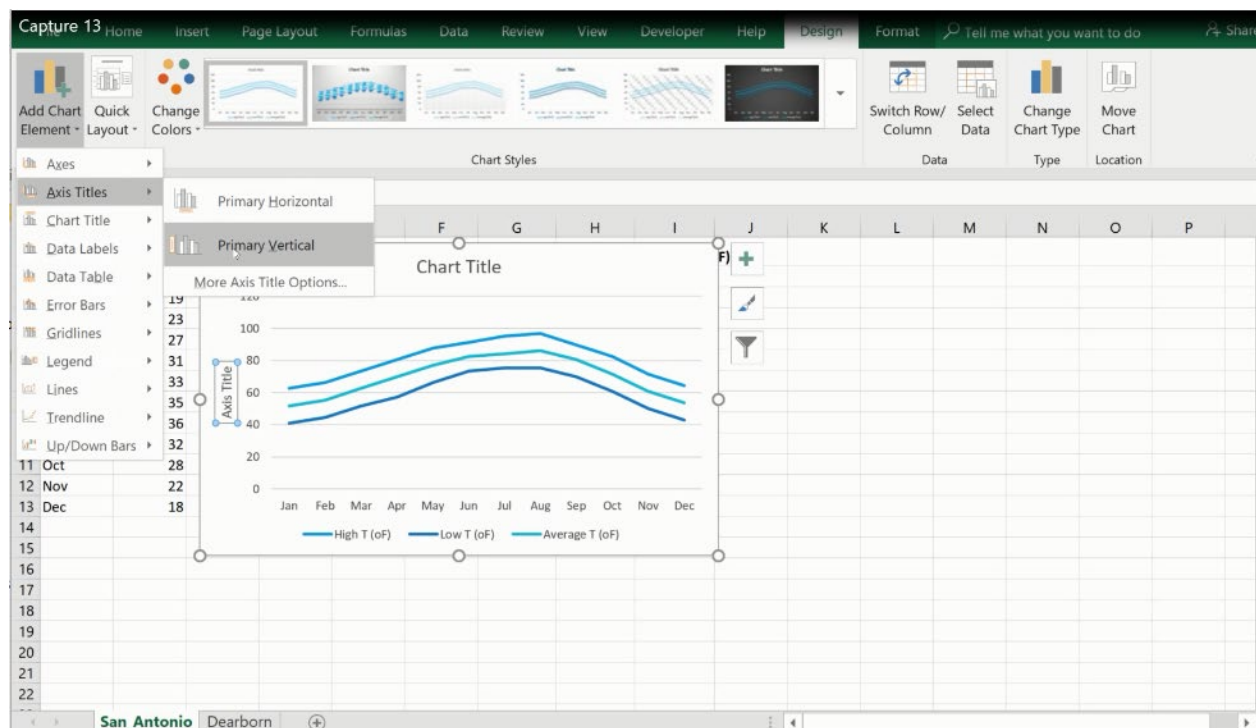 Capture 13
Home Insert Page Layout Formulas Data Review View Developer Help Design Format Tell me what you want to do Share
Add Chart Element
Quick Layout
Change Colors
Chart Styles
Switch Row/ Column
Select Data
Data
Change Chart Type
Type
Move Chart
Location
Axes
Axis Titles
Chart Title
Data Labels
Data Table
Error Bars
Gridlines
Legend
Lines
Trendline
Up/Down Bars
Primary Horizontal
Primary Vertical
More Axis Title Options...
F G H I J K L M N O P
F)
19
23
27
31
33
35
36
32
11 Oct 28
12 Nov 22
13 Dec 18
14
15
16
17
18
19
20
21
22
Chart Title
120
100
80
60
40
20
0
Axis Title
Jan Feb Mar Apr May Jun Jul Aug Sep Oct Nov Dec
High T (oF) Low T (oF) Average T (oF)
San Antonio Dearborn